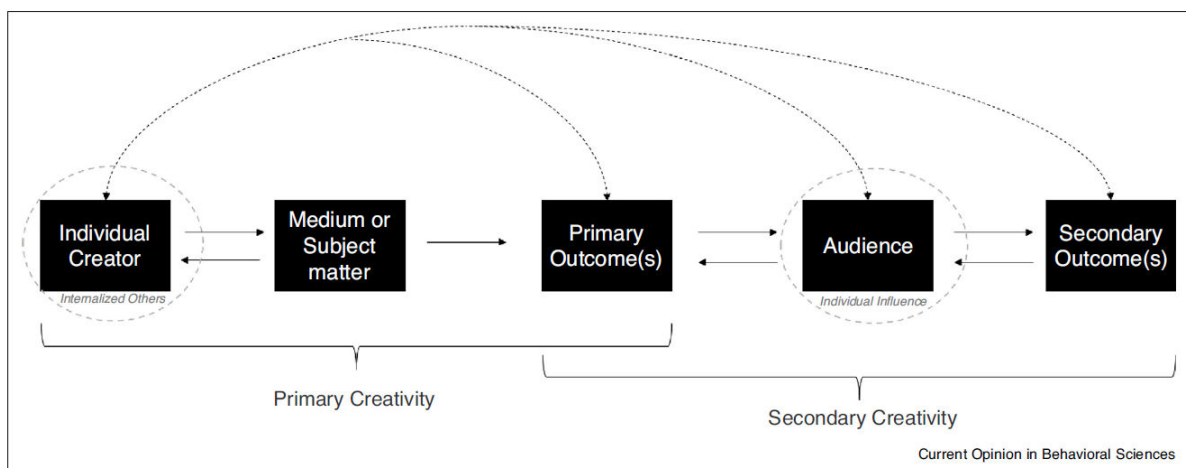 Individual
Creator
Internalized Others
Medium or
Subject
matter
Primary
Outcome(s)
Audience
Individual Influence
Secondary
Outcome(s)
Primary Creativity
Secondary Creativity
Current Opinion in Behavioral Sciences